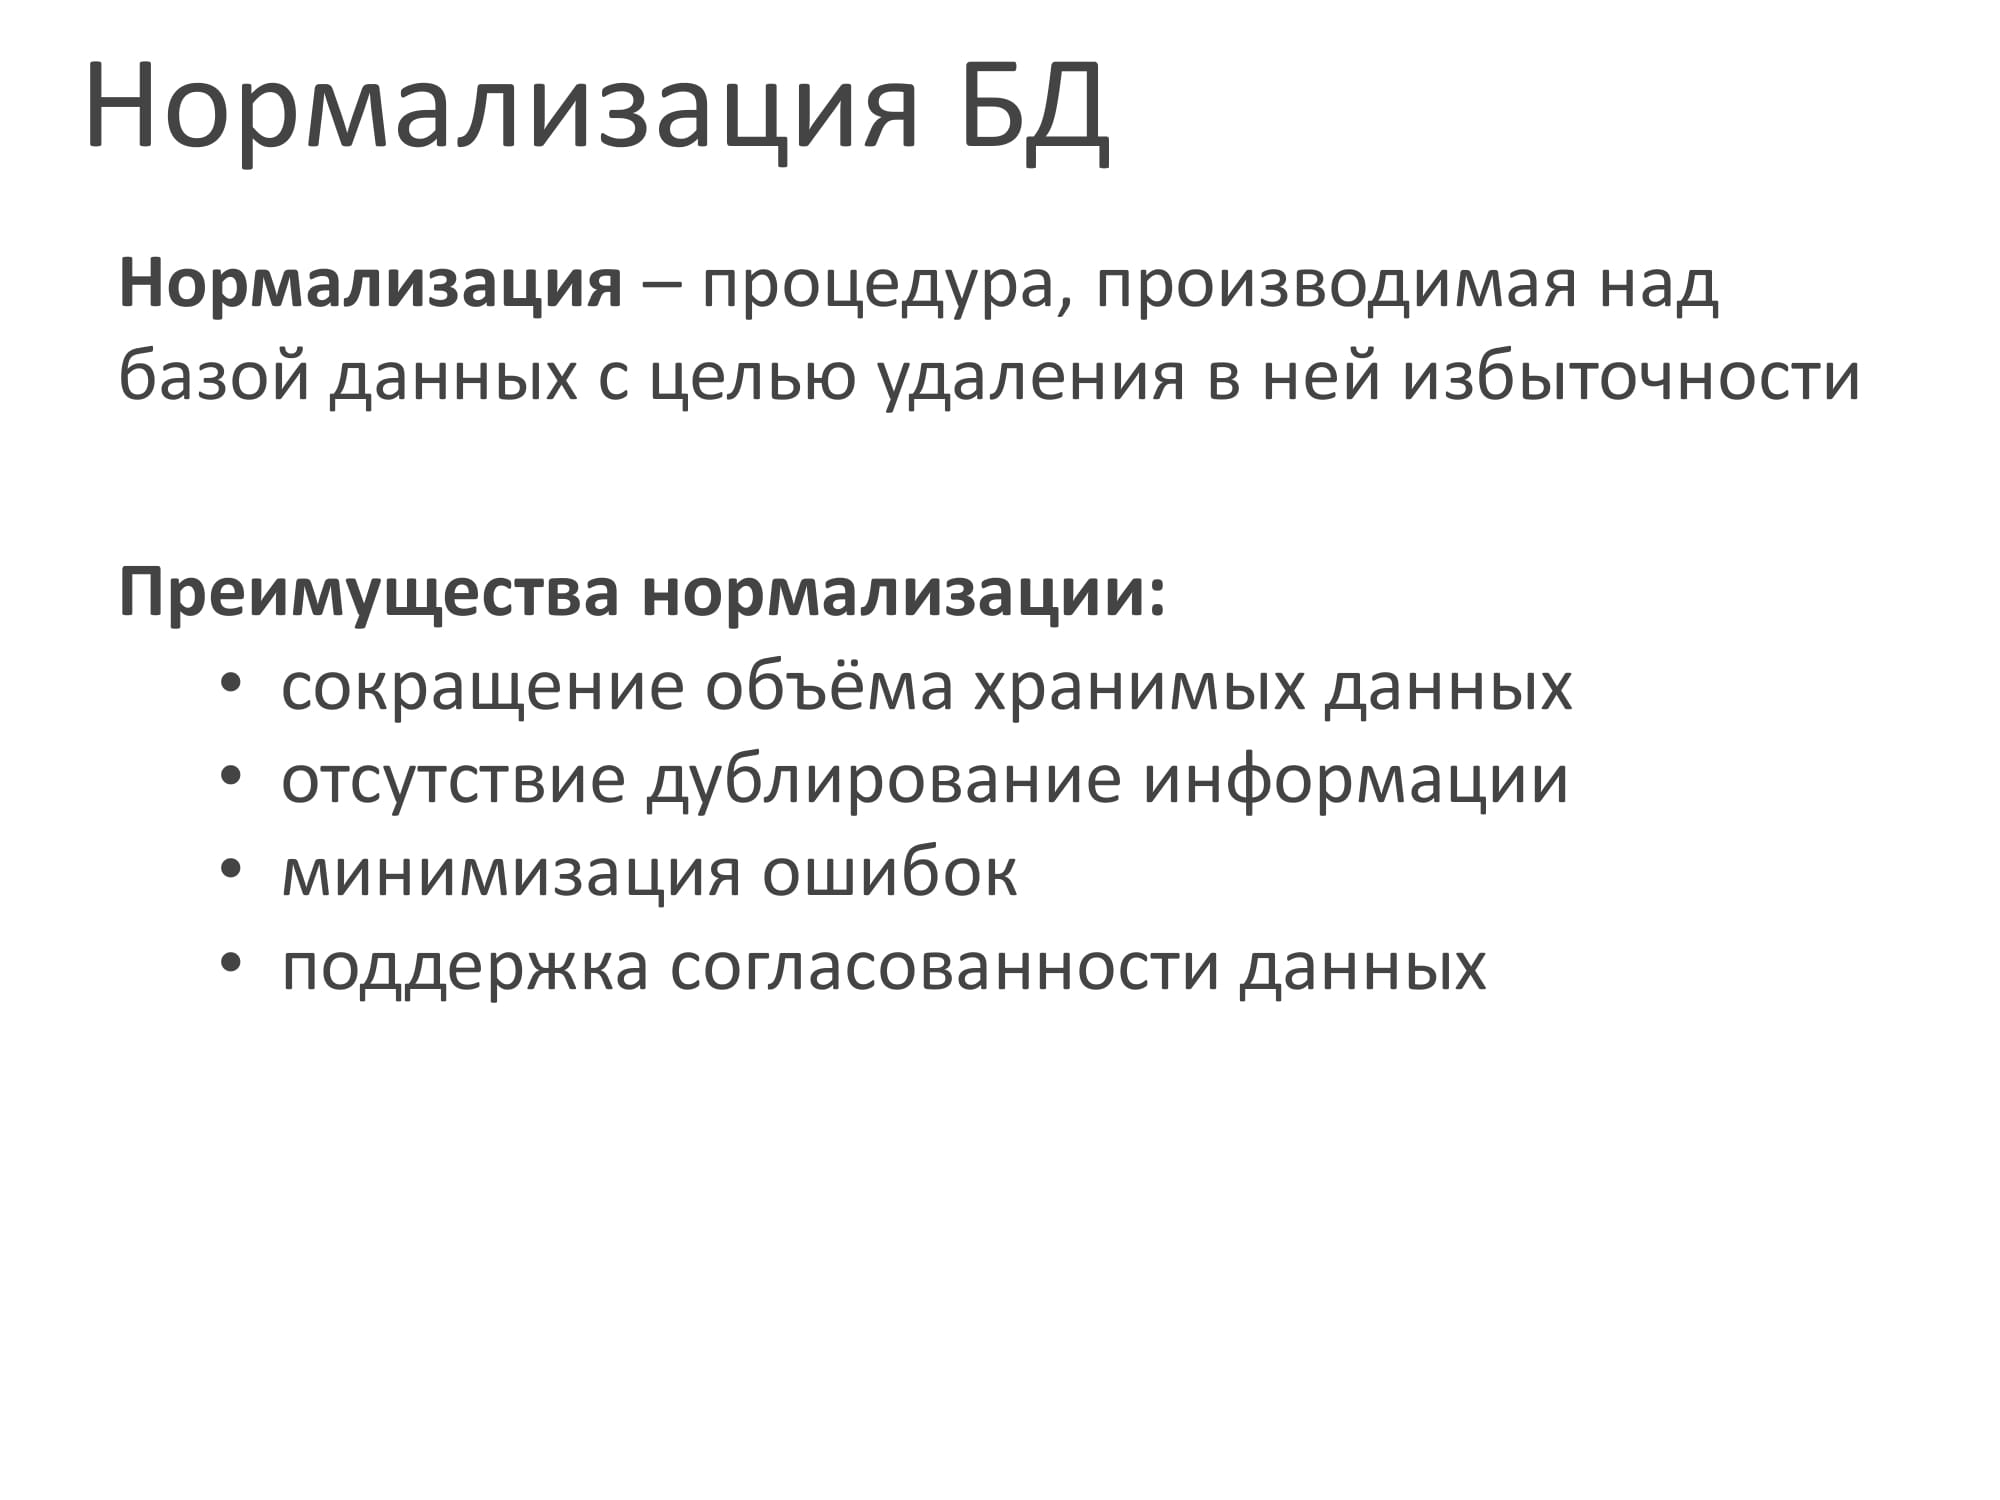 Нормализация БД
Нормализация – процедура, производимая над
базой данных с целью удаления в ней избыточности
Преимущества нормализации:
• сокращение объёма хранимых данных
• отсутствие дублирование информации
• минимизация ошибок
• поддержка согласованности данных